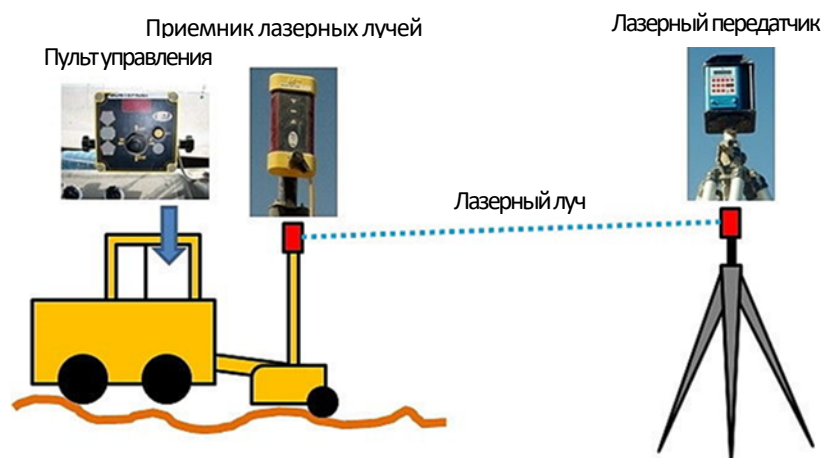 Приемник лазерных лучей
Лазерный передатчик
Пульт управления
Лазерный луч